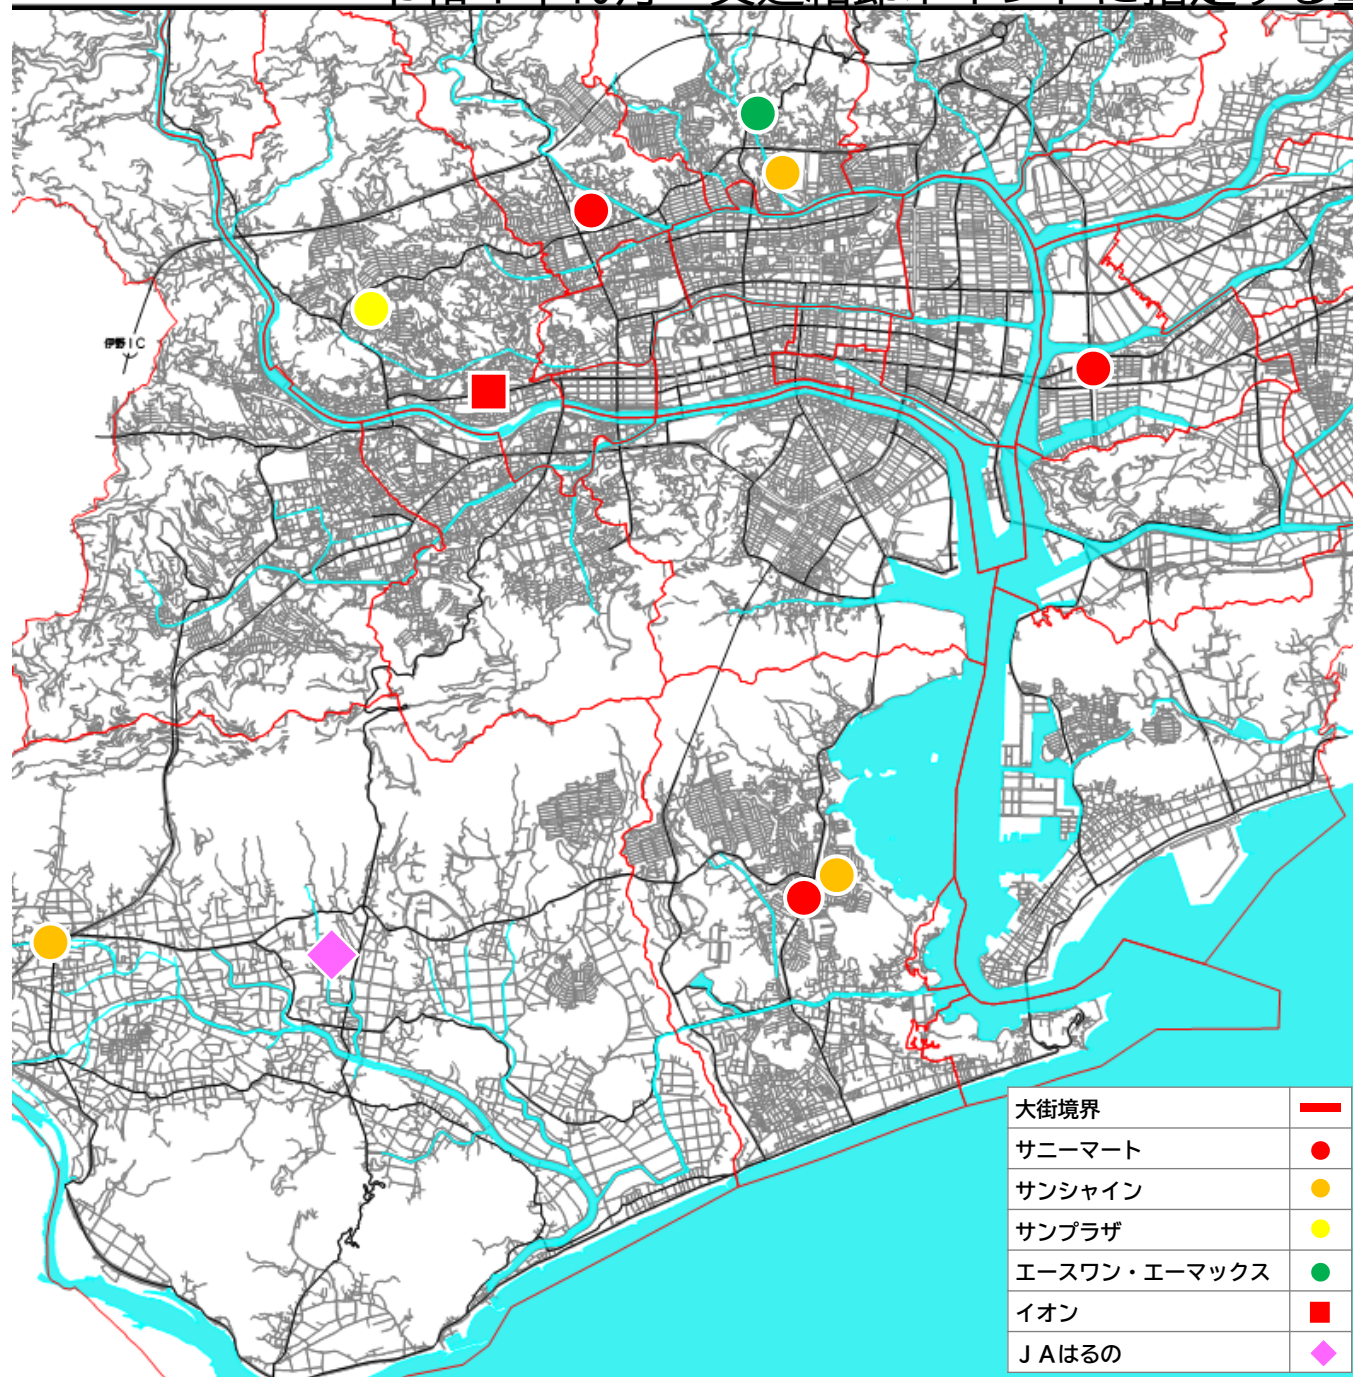 伊野IC
大街境界
サニーマート
サンシャイン
サンプラザ
エースワン・エーマックス
イオン
ＪＡはるの